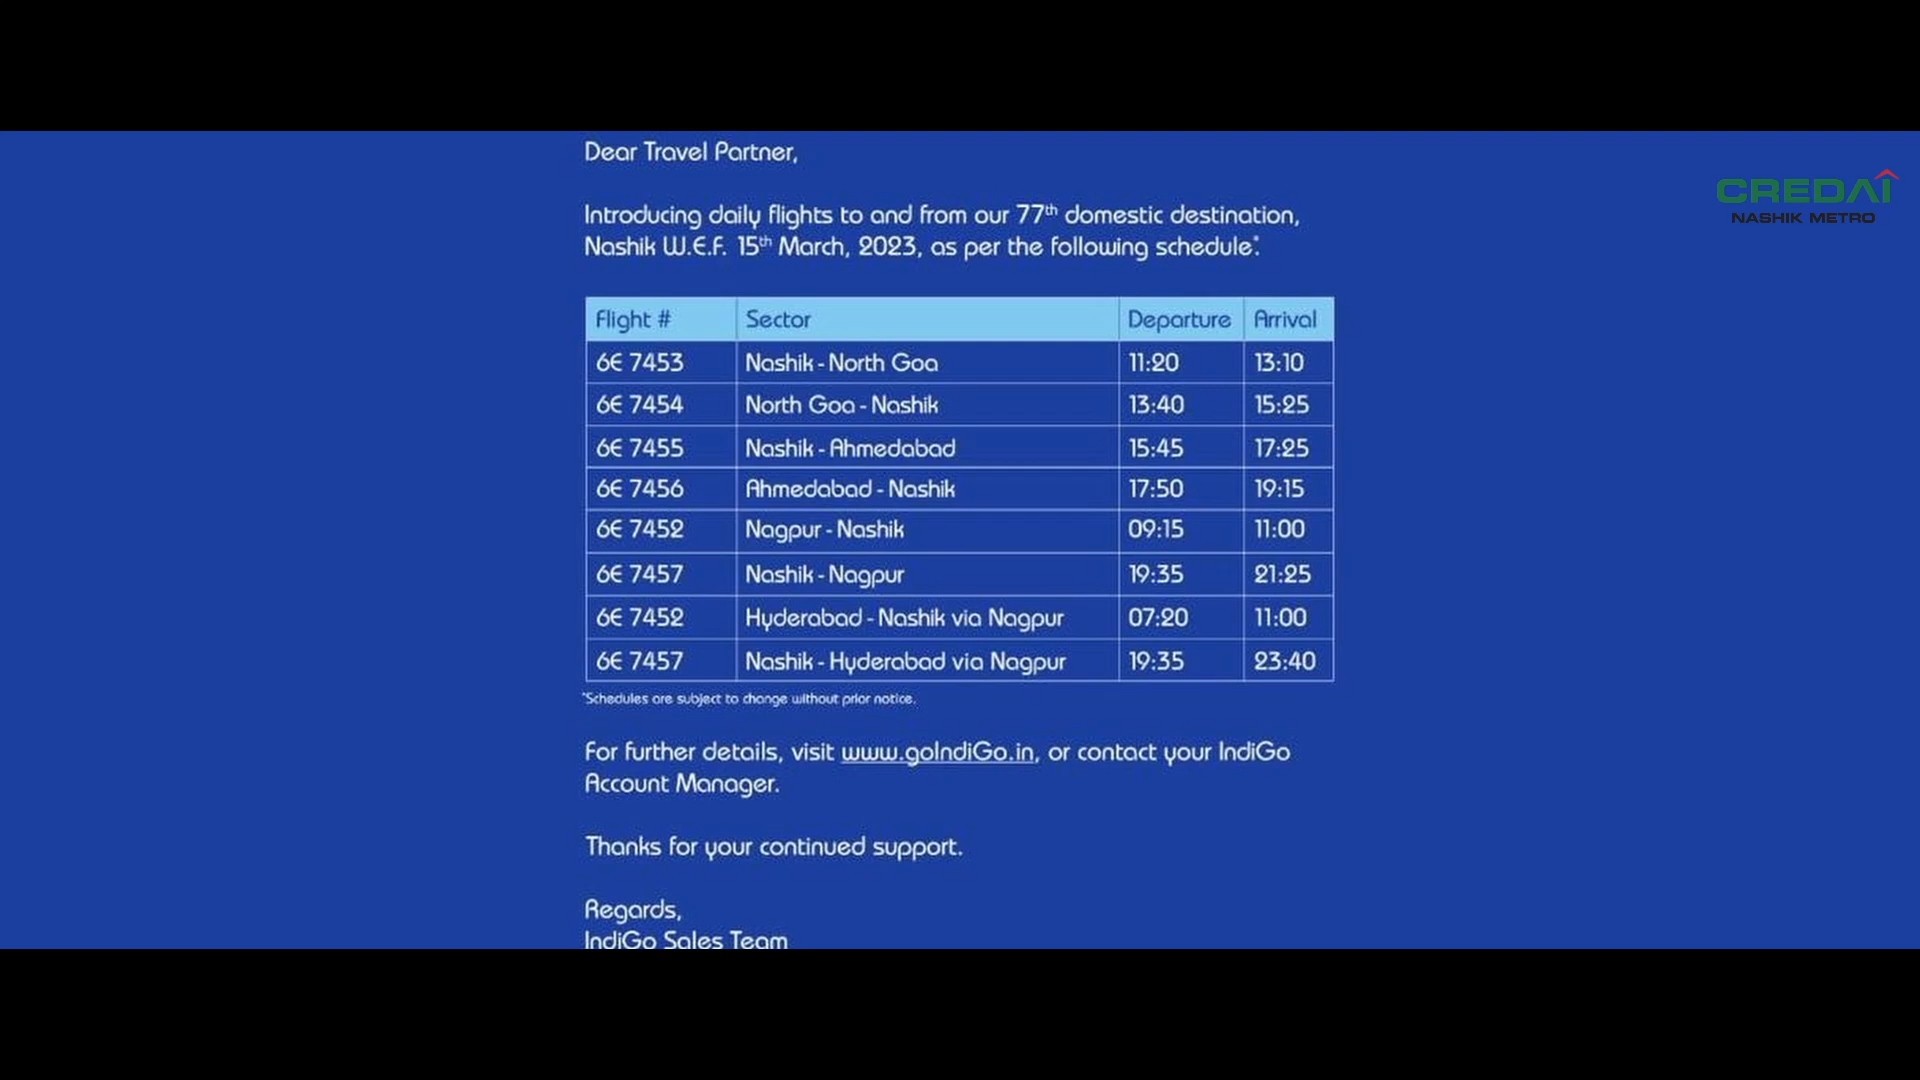 Dear Travel Partner,
CREDAI
NASHIK METRO
Introducing daily flights to and from our 77th domestic destination,
Nashik W.E.F. 15th March, 2023, as per the following schedule*:
Flight # Sector Departure Arrival
6E 7453 Nashik - North Goa 11:20 13:10
6E 7454 North Goa - Nashik 13:40 15:25
6E 7455 Nashik - Ahmedabad 15:45 17:25
6E 7456 Ahmedabad - Nashik 17:50 19:15
6E 7452 Nagpur - Nashik 09:15 11:00
6E 7457 Nashik - Nagpur 19:35 21:25
6E 7452 Hyderabad - Nashik via Nagpur 07:20 11:00
6E 7457 Nashik - Hyderabad via Nagpur 19:35 23:40
*Schedules are subject to change without prior notice.
For further details, visit www.goIndiGo.in, or contact your IndiGo
Account Manager.
Thanks for your continued support.
Regards,
IndiGo Sales Team